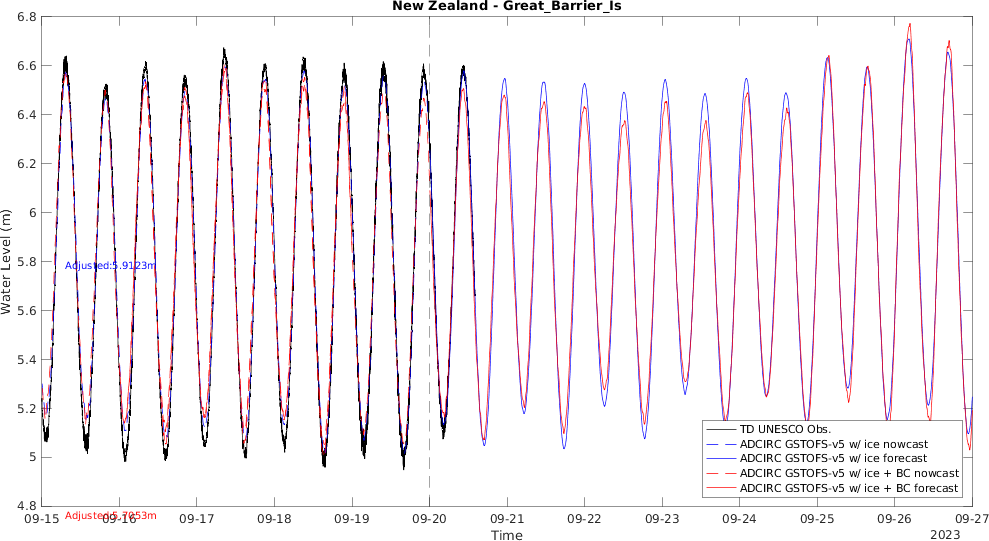 New Zealand - Great_Barrier_Is
6.8
6.6
6.4
6.2
6
5.8
5.6
5.4
5.2
5
4.8
Water Level (m)
Adjusted:5.9123m
Adjusted:5.7053m
TD UNESCO Obs.
ADCIRC GSTOFS-v5 w/ ice nowcast
ADCIRC GSTOFS-v5 w/ ice forecast
ADCIRC GSTOFS-v5 w/ ice + BC nowcast
ADCIRC GSTOFS-v5 w/ ice + BC forecast
09-15 09-16 09-17 09-18 09-19 09-20 09-21 09-22 09-23 09-24 09-25 09-26 09-27
Time
2023